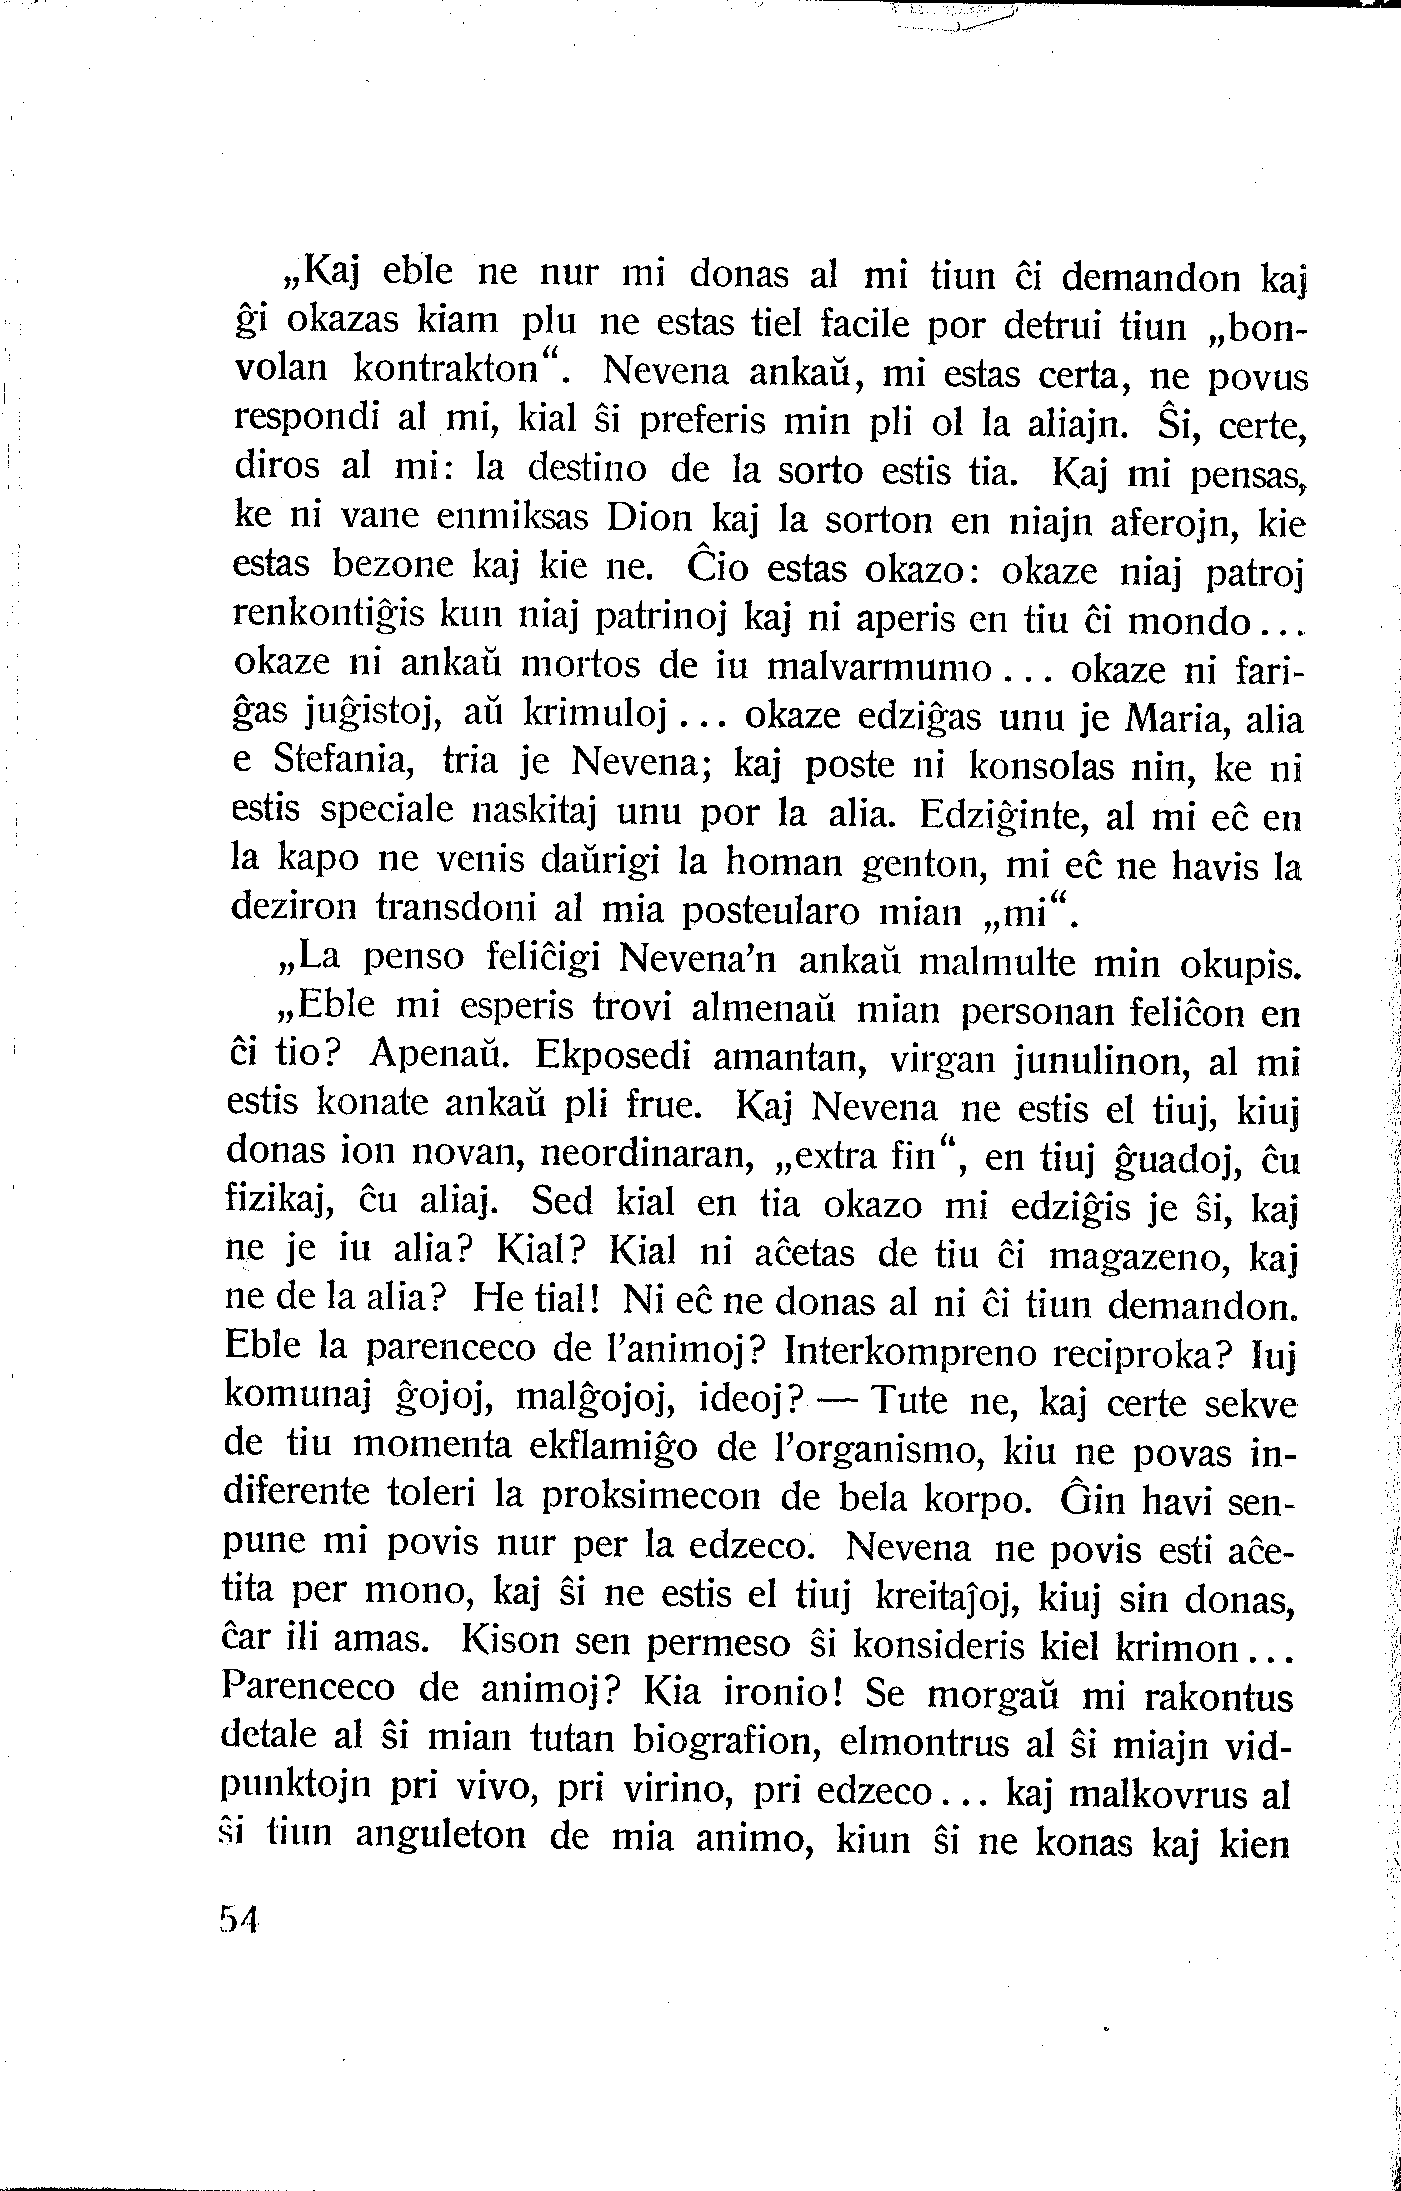 „Kaj eble ne nur mi donas al mi tiun ĉi demandon kaj
ĝi okazas kiam plu ne estas tiel facile por detrui tiun „bon-
volan kontrakton“. Nevena ankaŭ, mi estas certa, ne povus
respondi al mi, kial ŝi preferis min pli ol la aliajn. Ŝi, certe,
diros al mi: la destino de la sorto estis tia. Kaj mi pensas,
ke ni vane enmiksas Dion kaj la sorton en niajn aferojn, kie
estas bezone kaj kie ne. Ĉio estas okazo: okaze niaj patroj
renkontiĝis kun niaj patrinoj kaj ni aperis en tiu ĉi mondo...
okaze ni ankaŭ mortos de iu malvarmumo... okaze ni fari-
ĝas juĝistoj, aŭ krimuloj... okaze edziĝas unu je Maria, alia
e Stefania, tria je Nevena; kaj poste ni konsolas nin, ke ni
estis speciale naskitaj unu por la alia. Edziĝinte, al mi eĉ en
la kapo ne venis daŭrigi la homan genton, mi eĉ ne havis la
deziron transdoni al mia posteularo mian „mi“.
„La penso feliĉigi Nevena’n ankaŭ malmulte min okupis.
„Eble mi esperis trovi almenaŭ mian personan feliĉon en
ĉi tio? Apenaŭ. Ekposedi amantan, virgan junulinon, al mi
estis konate ankaŭ pli frue. Kaj Nevena ne estis el tiuj, kiuj
donas ion novan, neordinaran, „extra fin“, en tiuj ĝuadoj, ĉu
fizikaj, ĉu aliaj. Sed kial en tia okazo mi edziĝis je ŝi, kaj
ne je iu alia? Kial? Kial ni aĉetas de tiu ĉi magazeno, kaj
ne de la alia? He tial! Ni eĉ ne donas al ni ĉi tiun demandon.
Eble la parenceco de l’animoj? Interkompreno reciproka? Iuj
komunaj ĝojoj, malĝojoj, ideoj? — Tute ne, kaj certe sekve
de tiu momenta ekflamiĝo de l’organismo, kiu ne povas in-
diferente toleri la proksimecon de bela korpo. Ĝin havi sen-
pune mi povis nur per la edzeco. Nevena ne povis esti aĉe-
tita per mono, kaj ŝi ne estis el tiuj kreitaĵoj, kiuj sin donas,
ĉar ili amas. Kison sen permeso ŝi konsideris kiel krimon...
Parenceco de animoj? Kia ironio! Se morgaŭ mi rakontus
detale al ŝi mian tutan biografion, elmontrus al ŝi miajn vid-
punktojn pri vivo, pri virino, pri edzeco... kaj malkovrus al
ŝi tiun anguleton de mia animo, kiun ŝi ne konas kaj kien
54